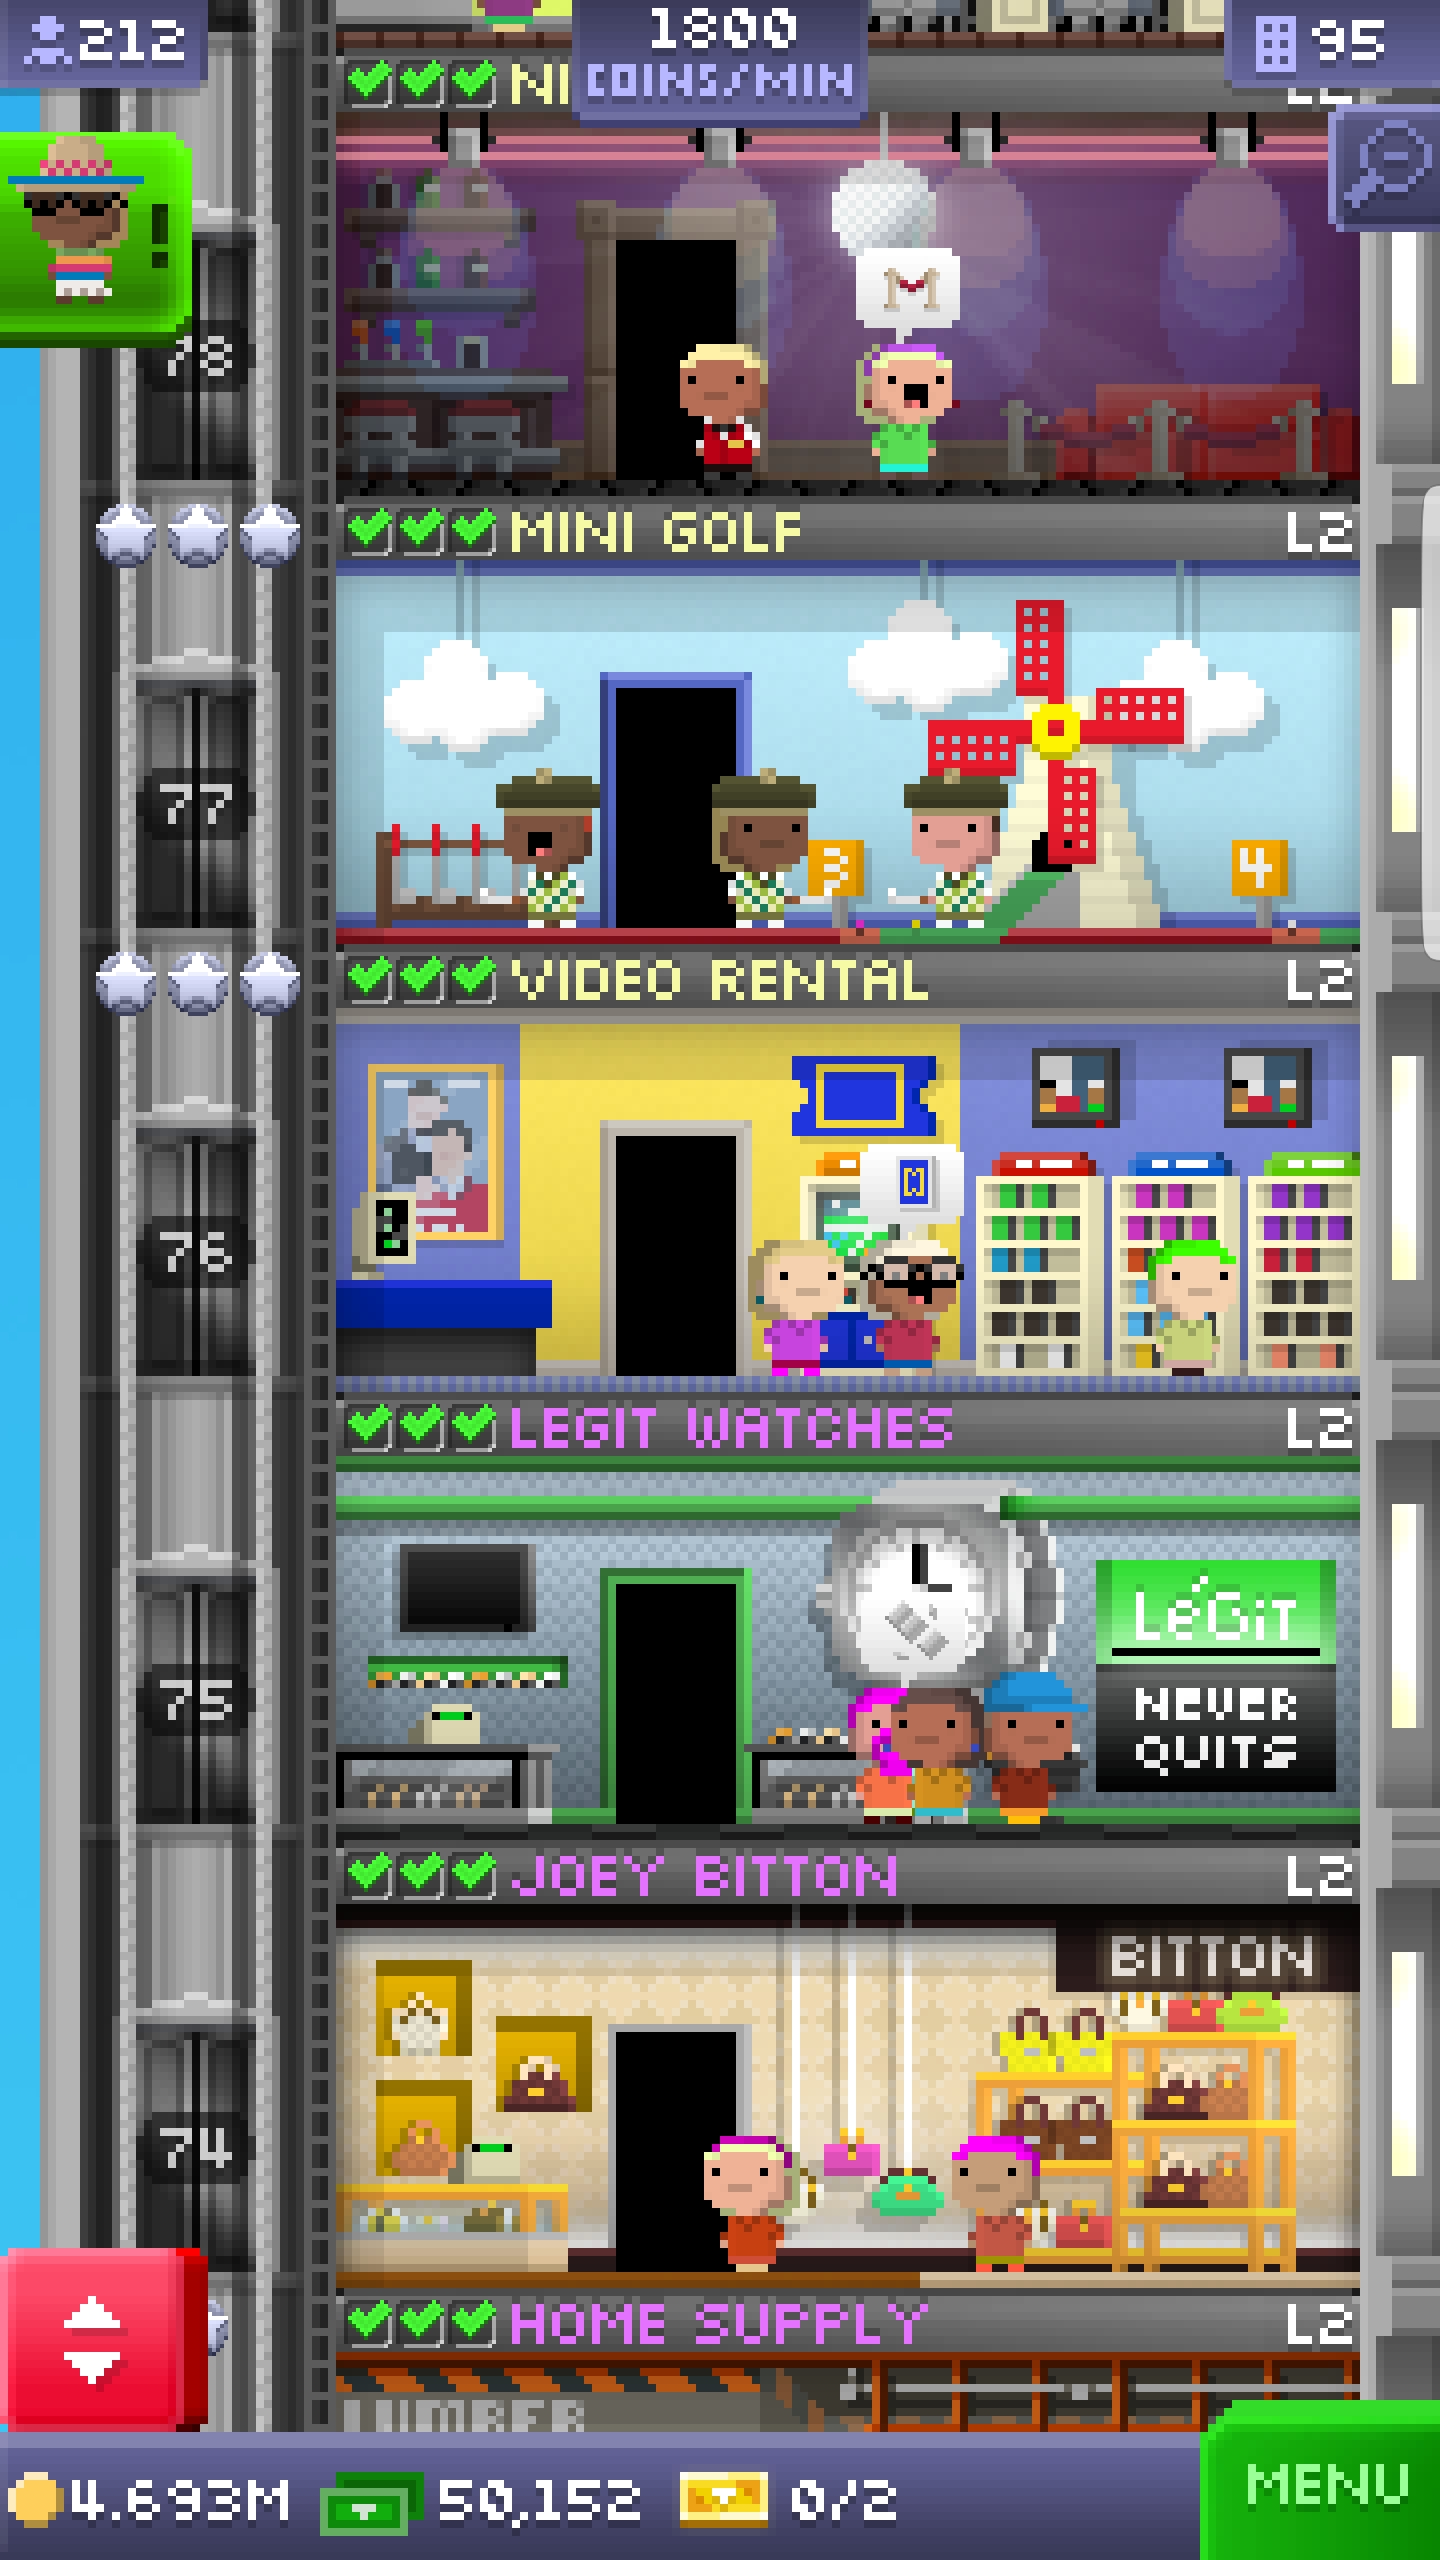 212
1800
COINS/MIN
95
NI
!
78
MINI GOLF
L2
77
3
4
VIDEO RENTAL
L2
76
LEGIT WATCHES
L2
LéGiT
NEVER
QUITS
75
JOEY BITTON
L2
BITTON
74
HOME SUPPLY
L2
LUMBER
4.693M
50,152
0/2
MENU